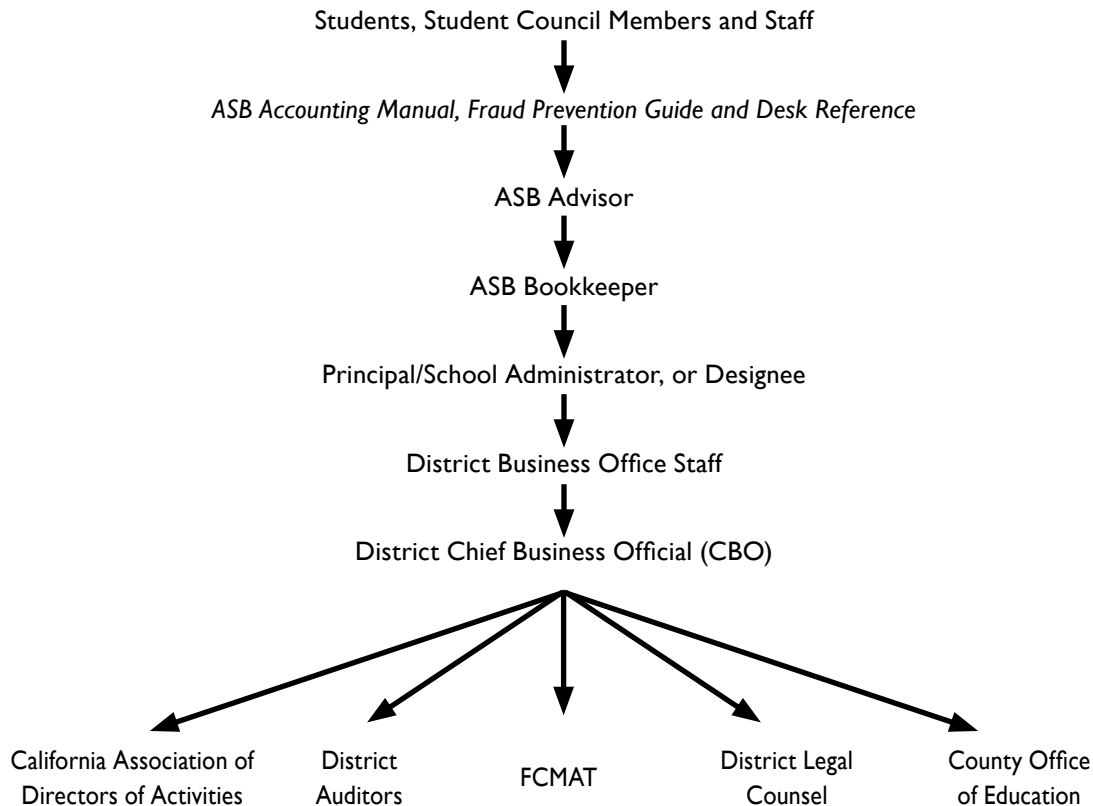 Students, Student Council Members and Staff
ASB Accounting Manual, Fraud Prevention Guide and Desk Reference
ASB Advisor
ASB Bookkeeper
Principal/School Administrator, or Designee
District Business Office Staff
District Chief Business Official (CBO)
California Association of
Directors of Activities
District
Auditors
FCMAT
District Legal
Counsel
County Office
of Education